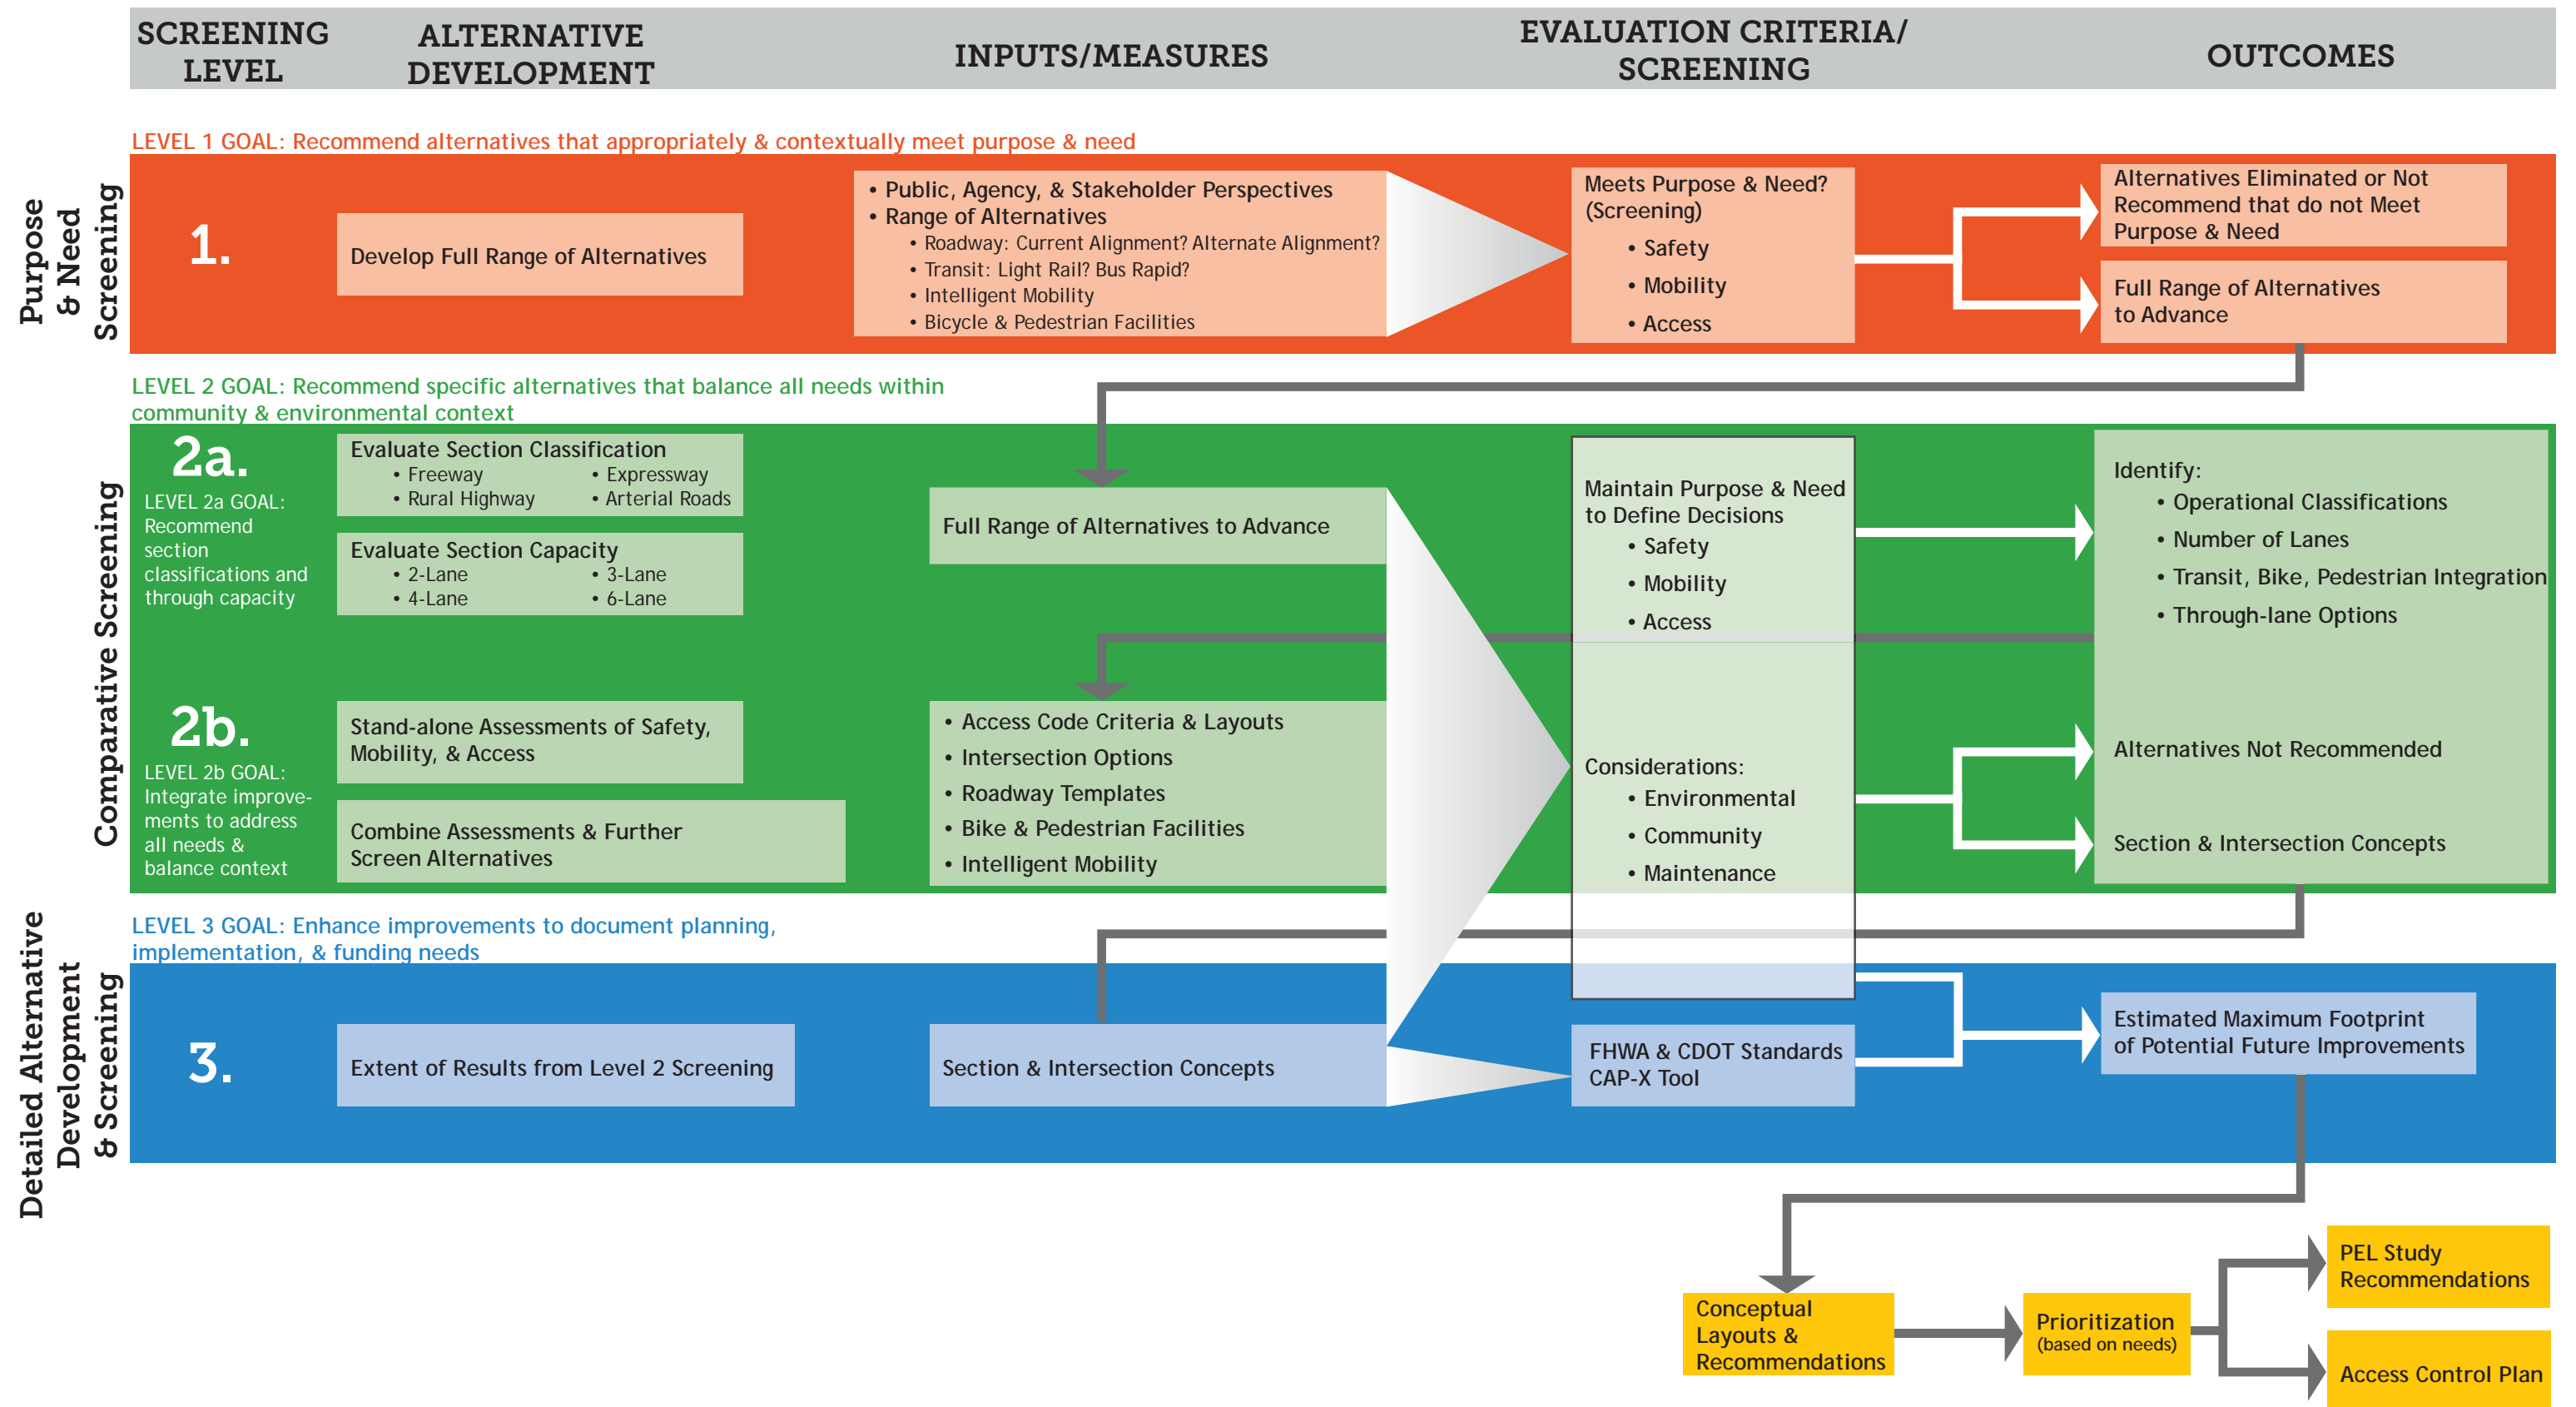 SCREENING
LEVEL
ALTERNATIVE
DEVELOPMENT
INPUTS/MEASURES
EVALUATION CRITERIA/
SCREENING
OUTCOMES
Purpose
& Need
Screening
LEVEL 1 GOAL: Recommend alternatives that appropriately & contextually meet purpose & need
1.
Develop Full Range of Alternatives
• Public, Agency, & Stakeholder Perspectives
• Range of Alternatives
• Roadway: Current Alignment? Alternate Alignment?
• Transit: Light Rail? Bus Rapid?
• Intelligent Mobility
• Bicycle & Pedestrian Facilities
Meets Purpose & Need?
(Screening)
• Safety
• Mobility
• Access
Alternatives Eliminated or Not
Recommend that do not Meet
Purpose & Need
Full Range of Alternatives
to Advance
Comparative Screening
LEVEL 2 GOAL: Recommend specific alternatives that balance all needs within
community & environmental context
2a.
LEVEL 2a GOAL:
Recommend
section
classifications and
through capacity
Evaluate Section Classification
• Freeway • Expressway
• Rural Highway • Arterial Roads
Evaluate Section Capacity
• 2-Lane • 3-Lane
• 4-Lane • 6-Lane
Full Range of Alternatives to Advance
Maintain Purpose & Need
to Define Decisions
• Safety
• Mobility
• Access
Identify:
• Operational Classifications
• Number of Lanes
• Transit, Bike, Pedestrian Integration
• Through-lane Options
2b.
LEVEL 2b GOAL:
Integrate improve-
ments to address
all needs &
balance context
Stand-alone Assessments of Safety,
Mobility, & Access
Combine Assessments & Further
Screen Alternatives
• Access Code Criteria & Layouts
• Intersection Options
• Roadway Templates
• Bike & Pedestrian Facilities
• Intelligent Mobility
Considerations:
• Environmental
• Community
• Maintenance
Alternatives Not Recommended
Section & Intersection Concepts
Detailed Alternative
Development
& Screening
LEVEL 3 GOAL: Enhance improvements to document planning,
implementation, & funding needs
3.
Extent of Results from Level 2 Screening
Section & Intersection Concepts
FHWA & CDOT Standards
CAP-X Tool
Estimated Maximum Footprint
of Potential Future Improvements
Conceptual
Layouts &
Recommendations
Prioritization
(based on needs)
PEL Study
Recommendations
Access Control Plan